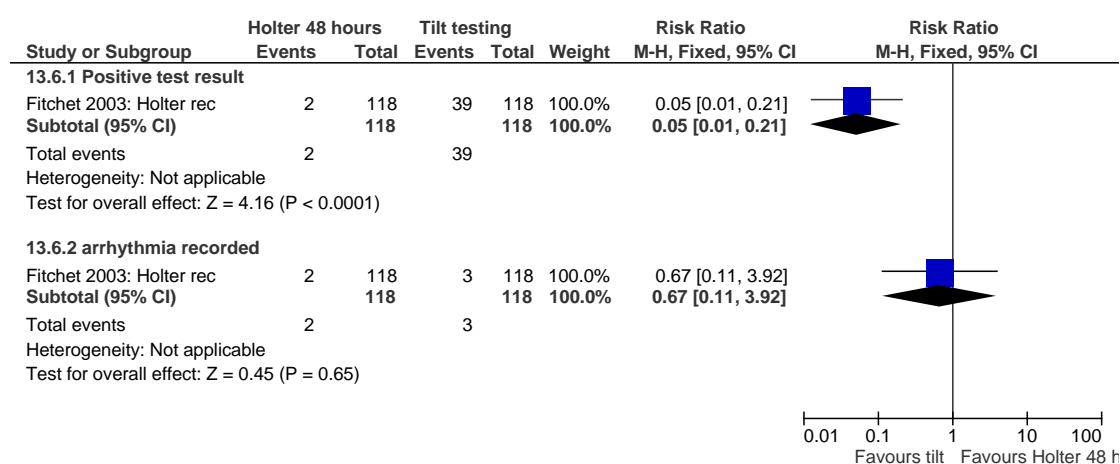 Holter 48 hours Tilt testing Risk Ratio Risk Ratio
Study or Subgroup Events Total Events Total Weight M-H, Fixed, 95% CI M-H, Fixed, 95% CI
13.6.1 Positive test result
Fitchet 2003: Holter rec 2 118 39 118 100.0% 0.05 [0.01, 0.21]
Subtotal (95% CI) 118 118 100.0% 0.05 [0.01, 0.21]
Total events 2 39
Heterogeneity: Not applicable
Test for overall effect: Z = 4.16 (P < 0.0001)
13.6.2 arrhythmia recorded
Fitchet 2003: Holter rec 2 118 3 118 100.0% 0.67 [0.11, 3.92]
Subtotal (95% CI) 118 118 100.0% 0.67 [0.11, 3.92]
Total events 2 3
Heterogeneity: Not applicable
Test for overall effect: Z = 0.45 (P = 0.65)
0.01 0.1 1 10 100
Favours tilt Favours Holter 48 h